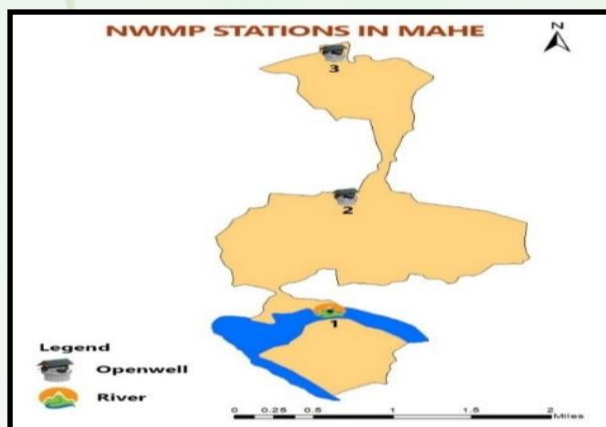 NWMP STATIONS IN MAHE
N
3
2
1
Legend
Openwell
River
0 0.25 0.5 1 1.5 2
Miles